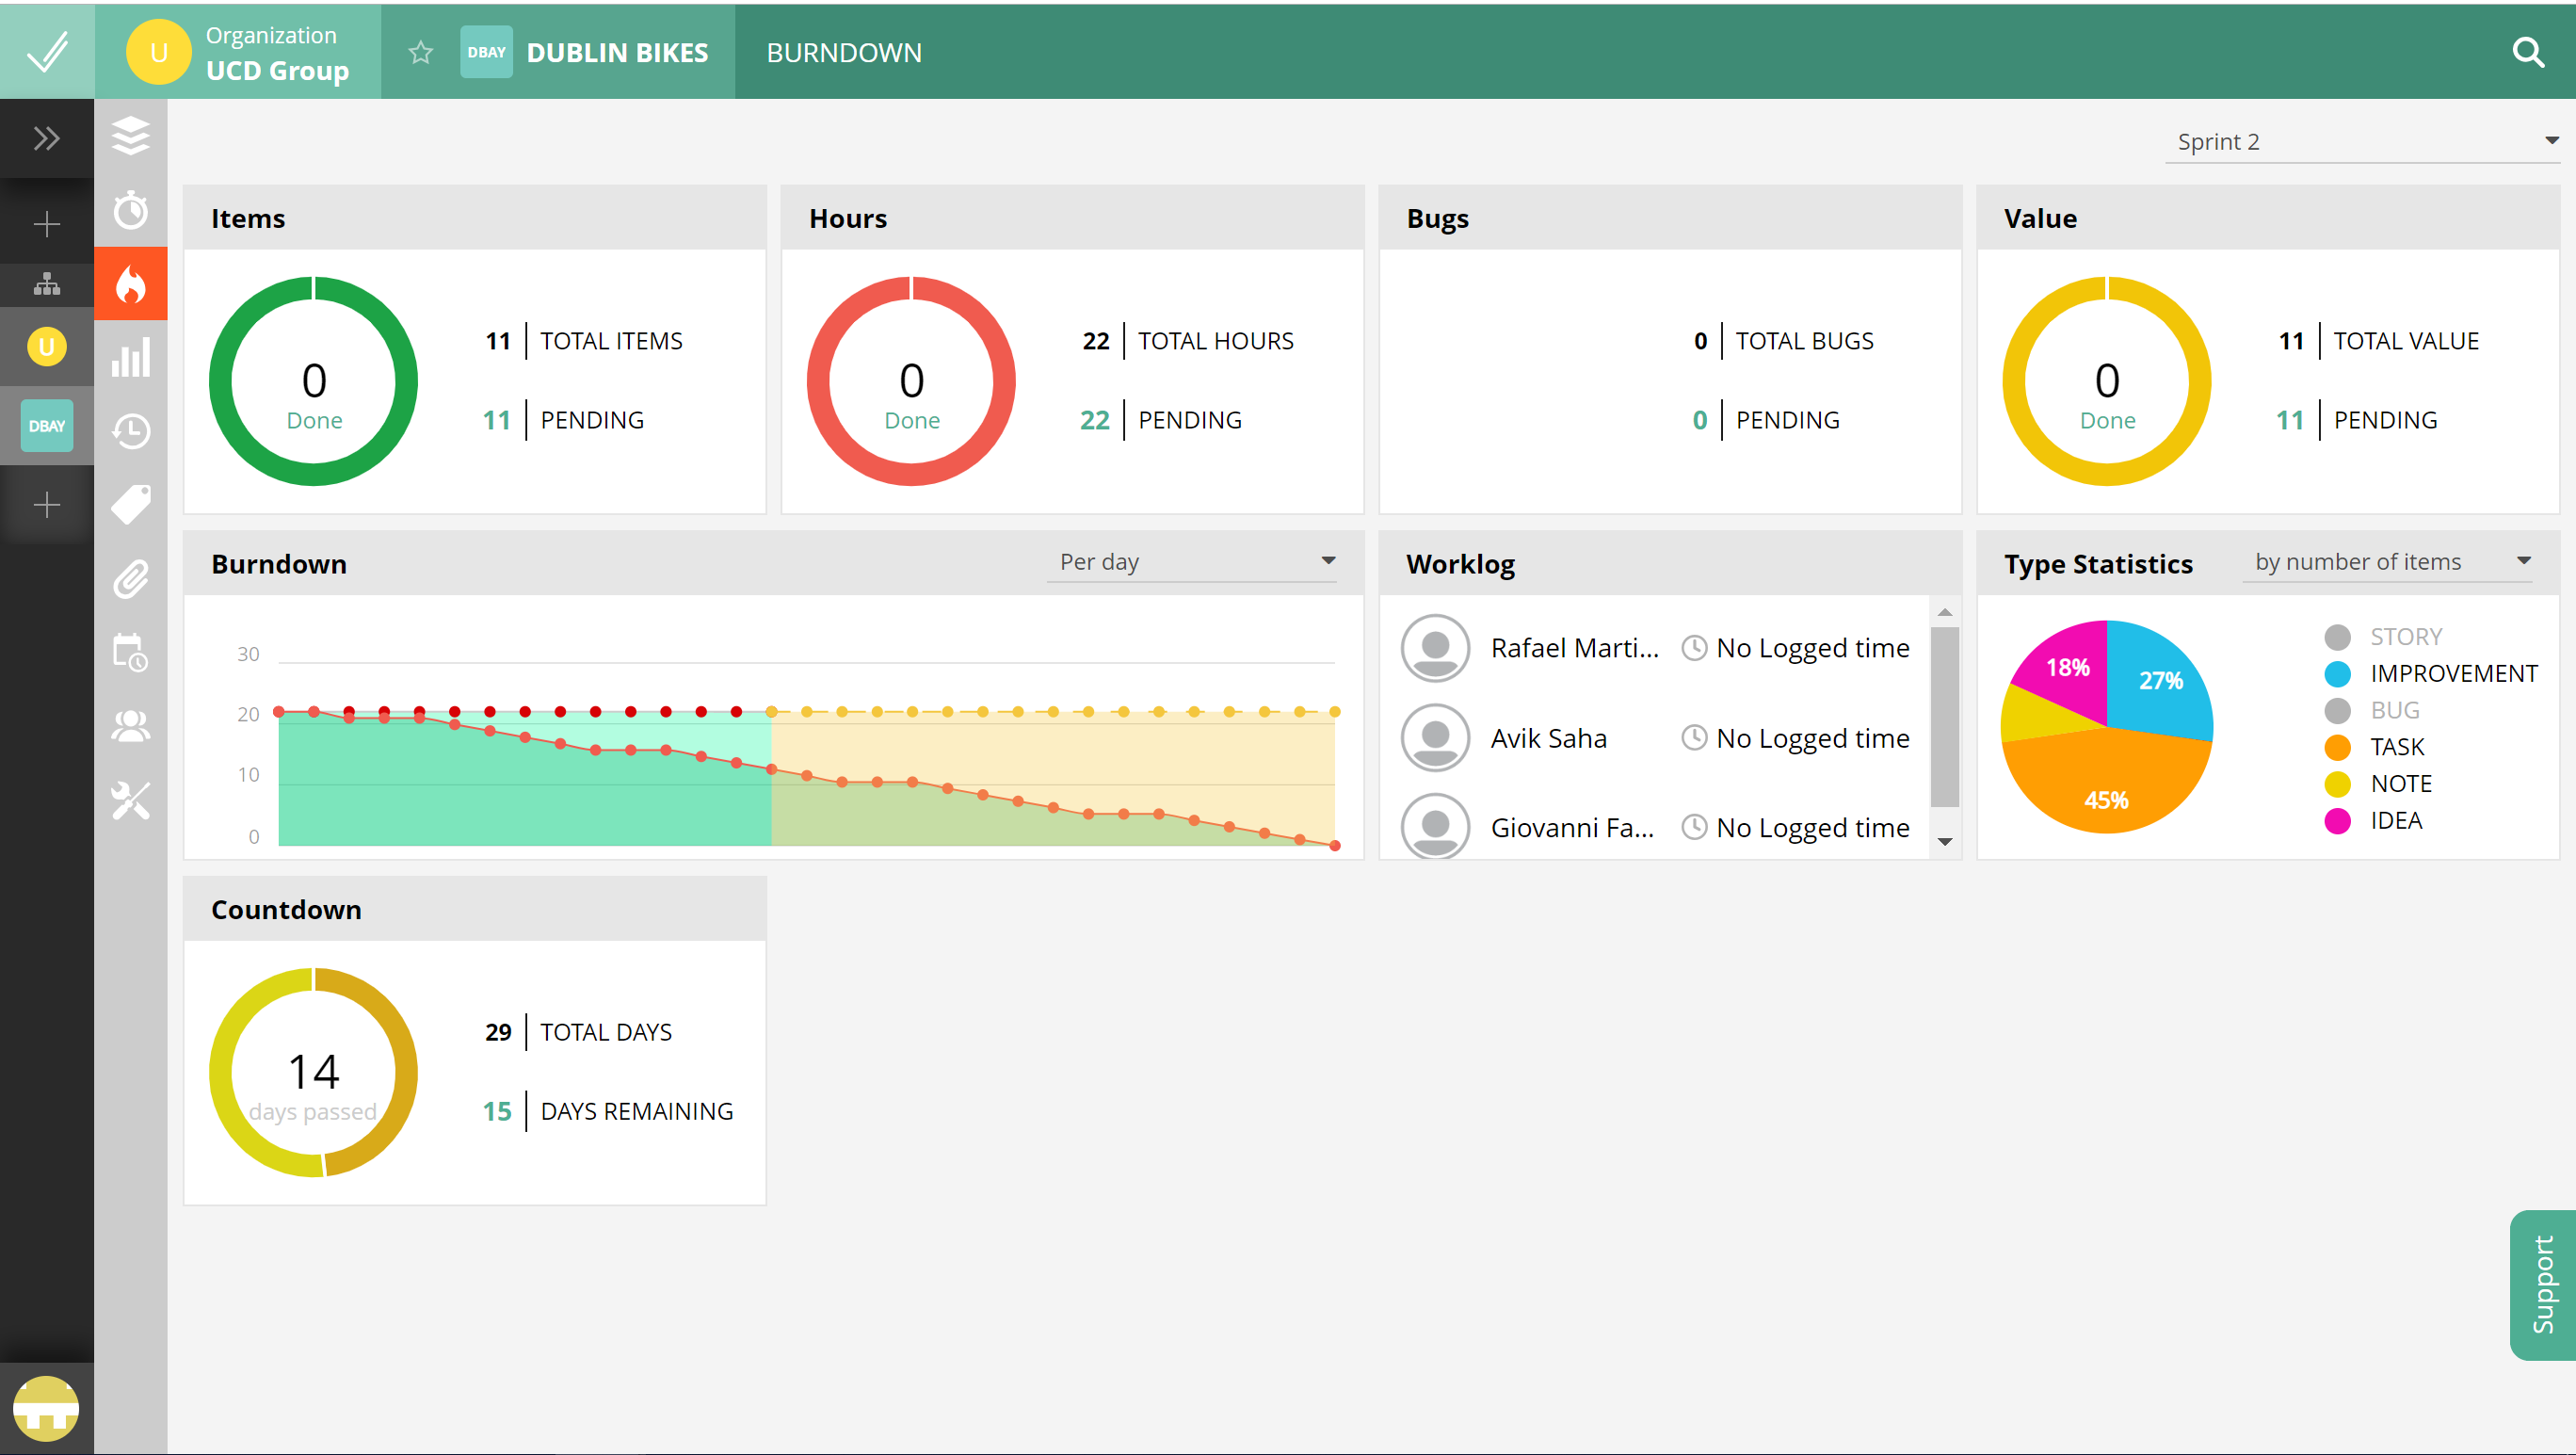 U
Organization
UCD Group
DBAY
DUBLIN BIKES
BURNDOWN
Sprint 2
U
DBAY
Items
0
Done
11 TOTAL ITEMS
11 PENDING
Hours
0
Done
22 TOTAL HOURS
22 PENDING
Bugs
0 TOTAL BUGS
0 PENDING
Value
0
Done
11 TOTAL VALUE
11 PENDING
Burndown
Per day
30
20
10
0
Worklog
Rafael Marti... No Logged time
Avik Saha No Logged time
Giovanni Fa... No Logged time
Type Statistics
by number of items
18%
27%
45%
STORY
IMPROVEMENT
BUG
TASK
NOTE
IDEA
Countdown
14
days passed
29 TOTAL DAYS
15 DAYS REMAINING
Support